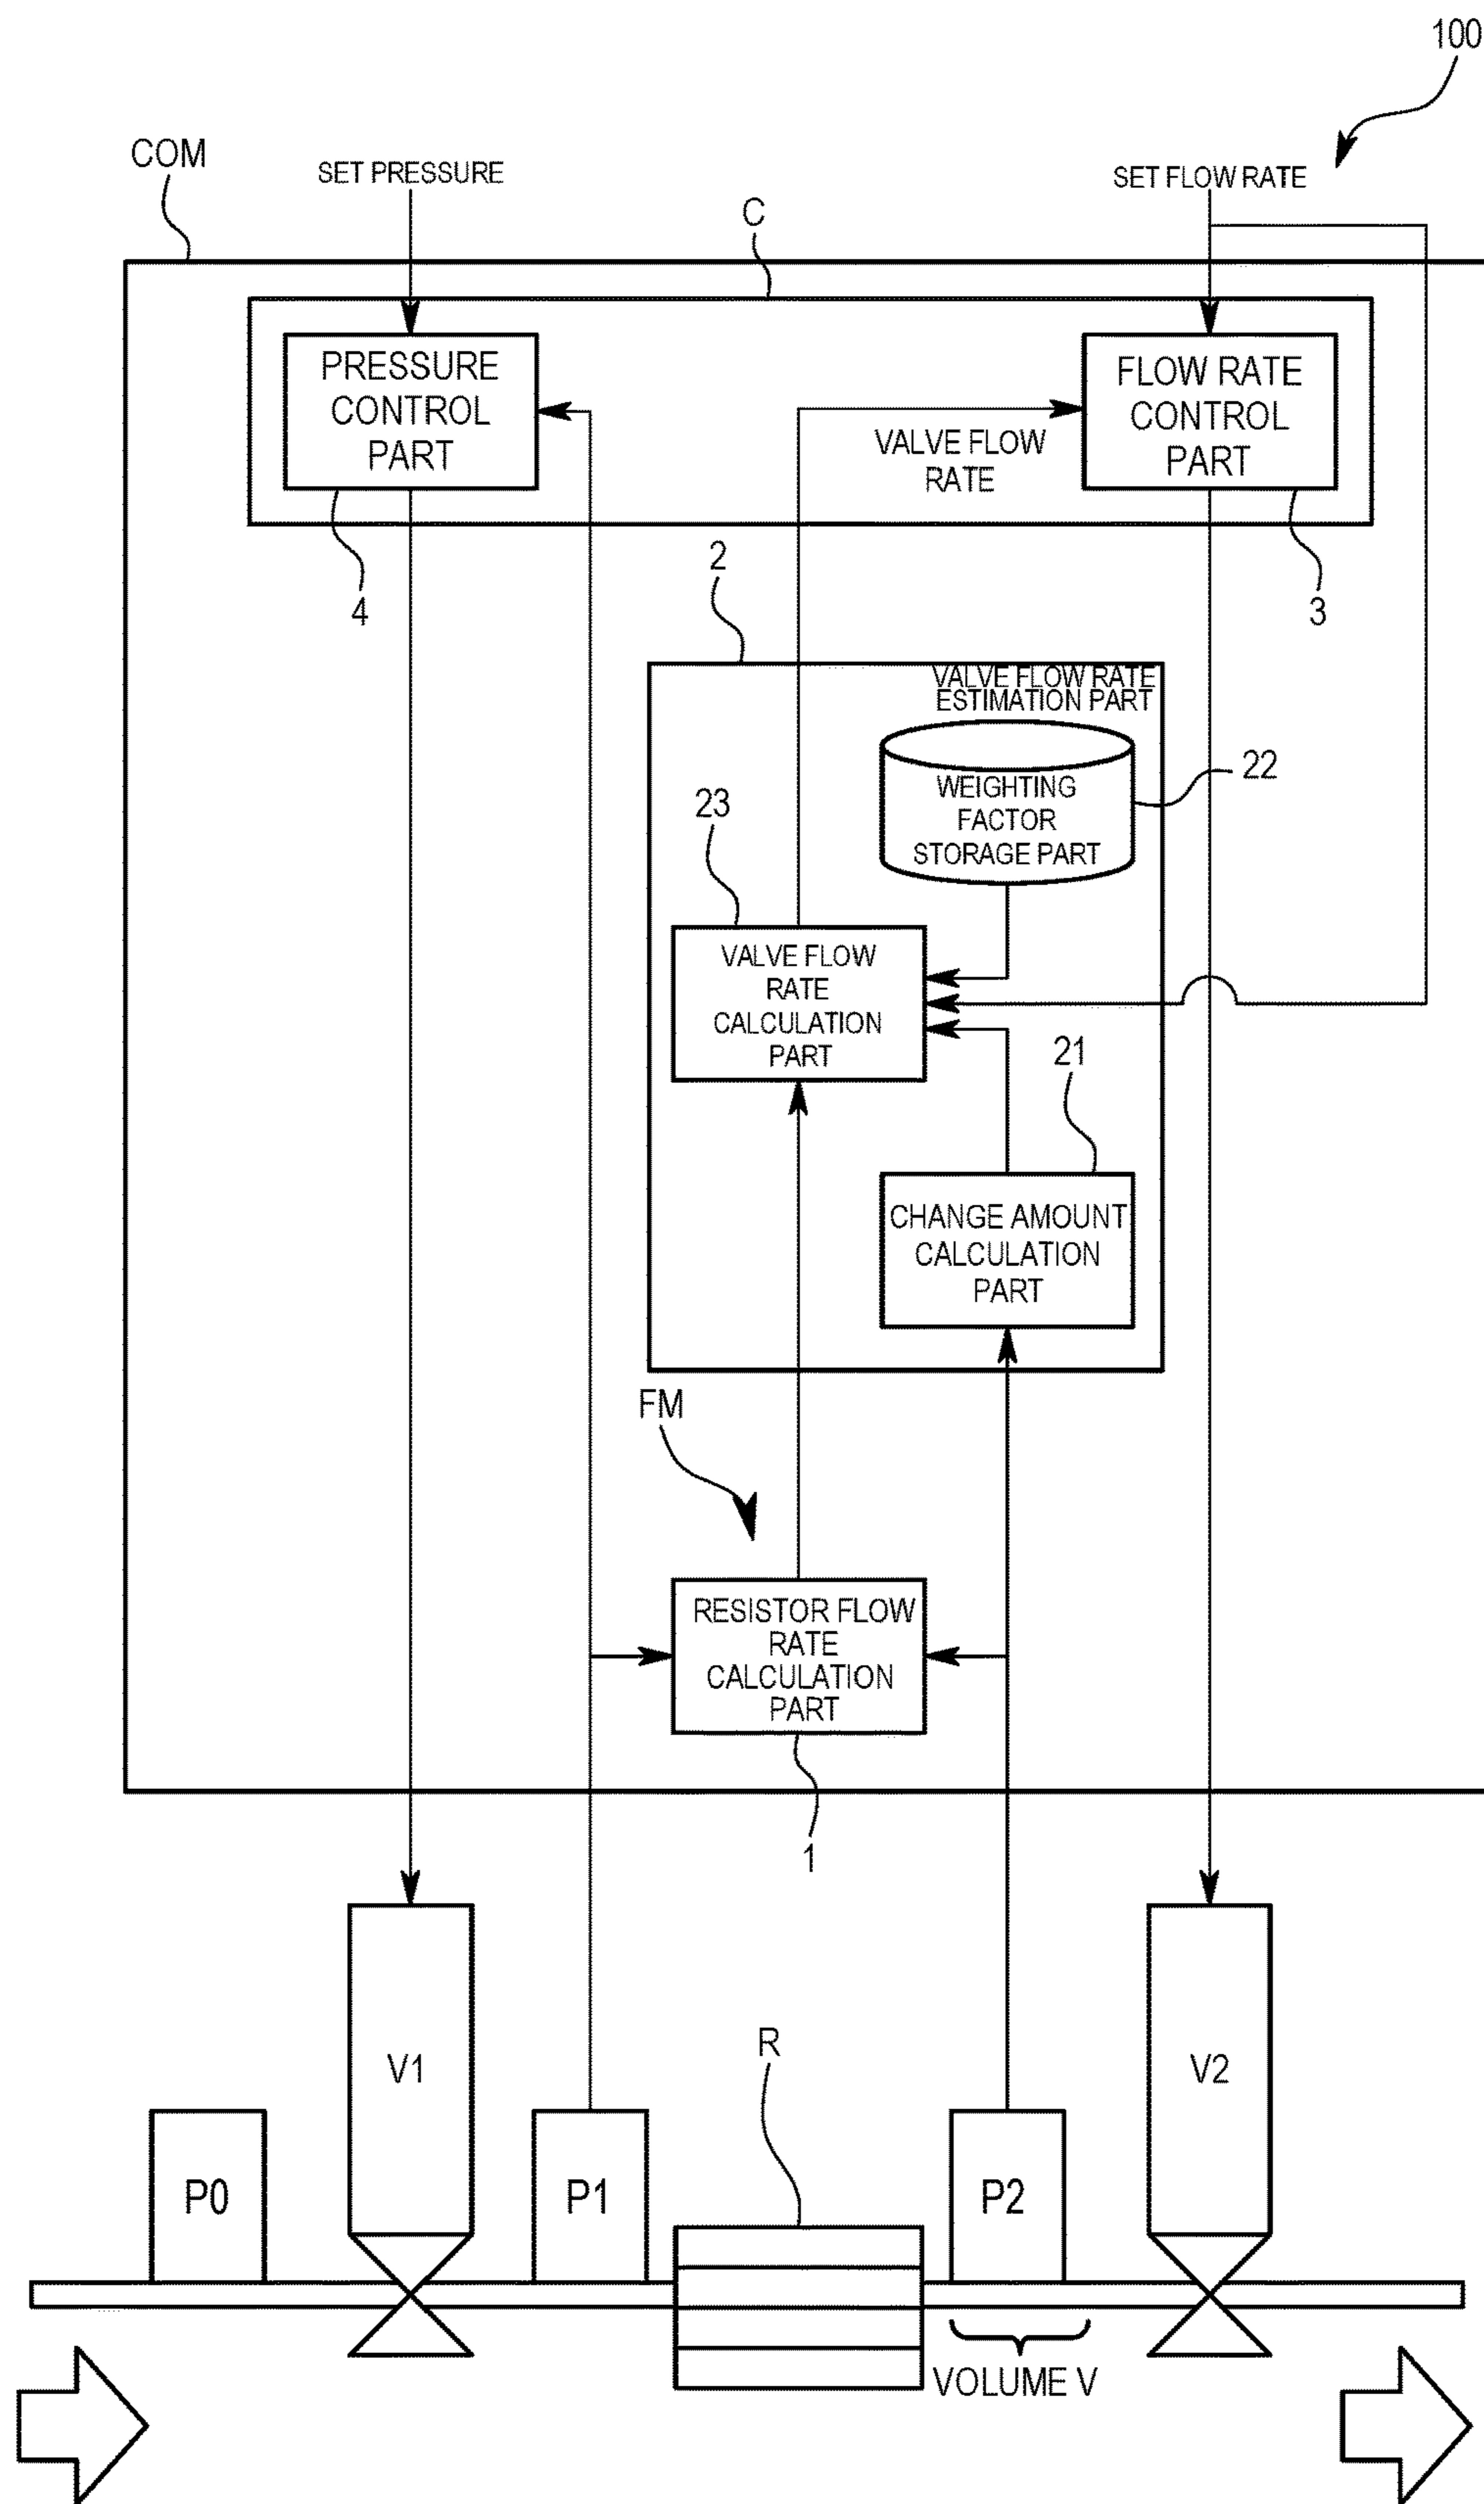 100
COM
SET PRESSURE
SET FLOW RATE
C
PRESSURE
CONTROL
PART
FLOW RATE
CONTROL
PART
VALVE FLOW
RATE
4
3
2
VALVE FLOW RATE
ESTIMATION PART
WEIGHTING
FACTOR
STORAGE PART
22
23
VALVE FLOW
RATE
CALCULATION
PART
21
CHANGE AMOUNT
CALCULATION
PART
FM
RESISTOR FLOW
RATE
CALCULATION
PART
1
R
V1
V2
P0
P1
P2
VOLUME V